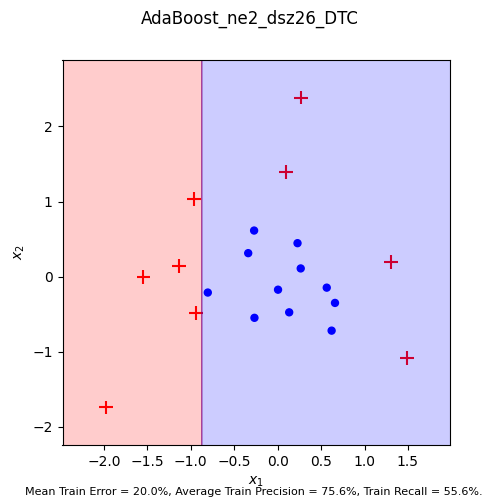 AdaBoost_ne2_dsz26_DTC
2
1
0
−1
−2
x2
−2.0 −1.5 −1.0 −0.5 0.0 0.5 1.0 1.5
x1
Mean Train Error = 20.0%, Average Train Precision = 75.6%, Train Recall = 55.6%.